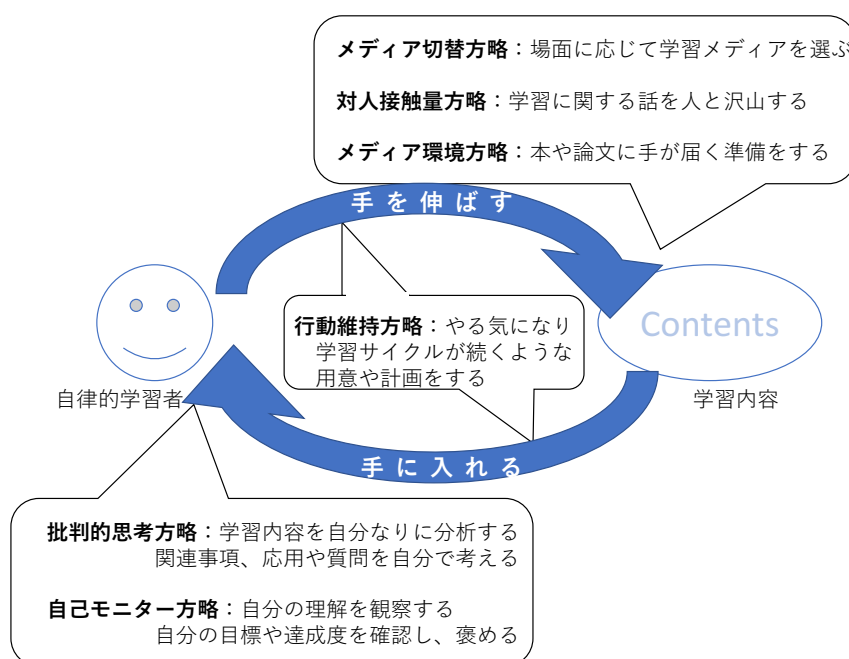 メディア切替方略：場面に応じて学習メディアを選ぶ
対人接触量方略：学習に関する話を人と沢山する
メディア環境方略：本や論文に手が届く準備をする
手を伸ばす
Contents
行動維持方略：やる気になり
学習サイクルが続くような
用意や計画をする
自律的学習者
学習内容
手に入れる
批判的思考方略：学習内容を自分なりに分析する
関連事項、応用や質問を自分で考える
自己モニター方略：自分の理解を観察する
自分の目標や達成度を確認し、褒める